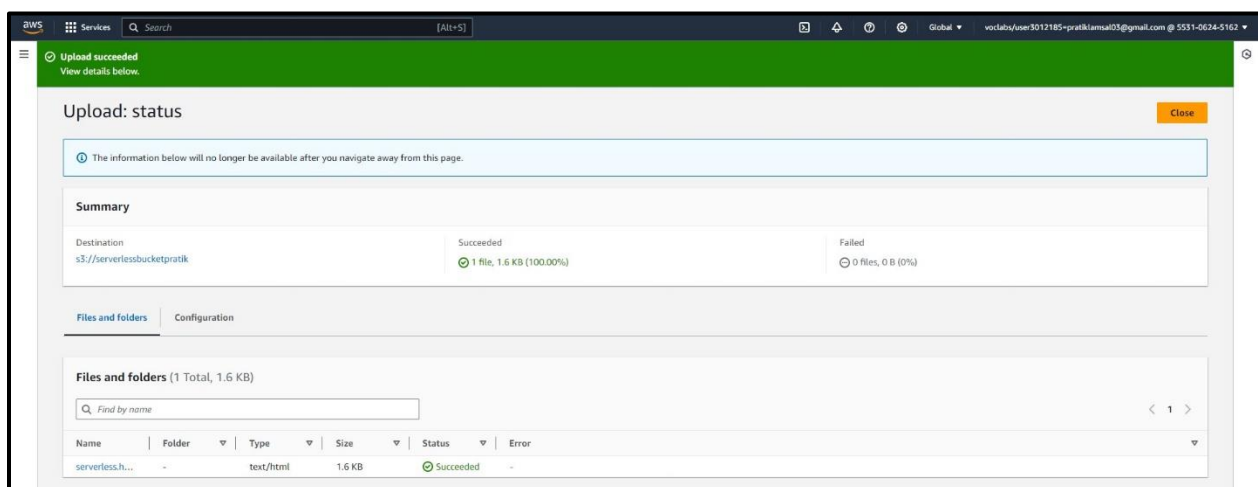 aws Services Search [Alt+S] Global voclabs/user3012185=pratiklamsal03@gmail.com @ 5531-0624-5162
Upload succeeded
View details below.
Upload: status Close
The information below will no longer be available after you navigate away from this page.
Summary
Destination Succeeded Failed
s3://serverlessbucketpratik 1 file, 1.6 KB (100.00%) 0 files, 0 B (0%)
Files and folders Configuration
Files and folders (1 Total, 1.6 KB)
Find by name 1
Name Folder Type Size Status Error
serverless.h... - text/html 1.6 KB Succeeded -